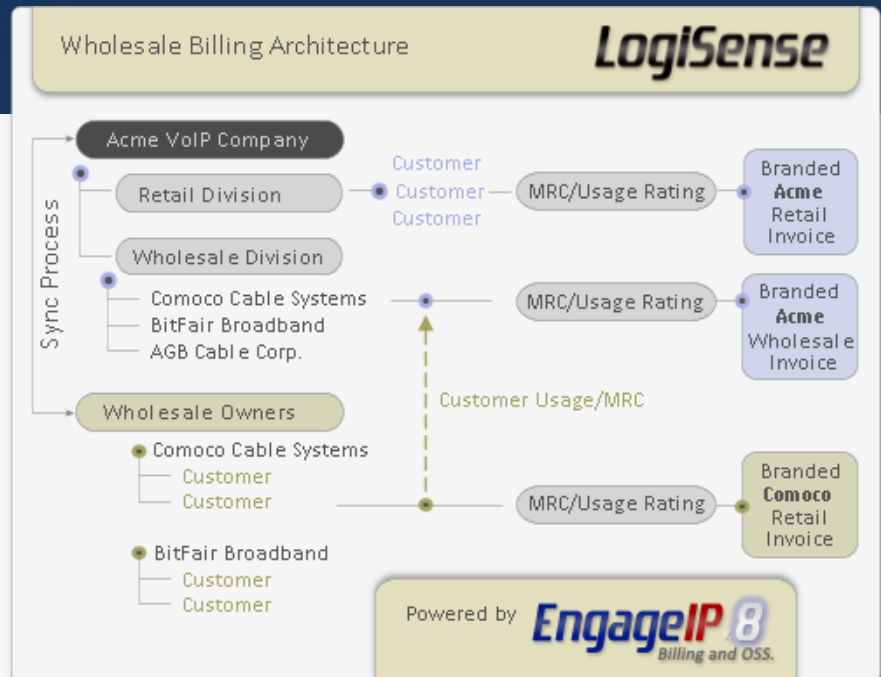 Wholesale Billing Architecture
LogiSense
Acme VoIP Company
Sync Process
Retail Division
Customer
Customer
Customer
MRC/Usage Rating
Branded
Acme
Retail
Invoice
Wholesale Division
Comoco Cable Systems
BitFair Broadband
AGB Cable Corp.
MRC/Usage Rating
Branded
Acme
Wholesale
Invoice
Customer Usage/MRC
Wholesale Owners
Comoco Cable Systems
Customer
Customer
MRC/Usage Rating
Branded
Comoco
Retail
Invoice
BitFair Broadband
Customer
Customer
Powered by
EngageIP.8
Billing and OSS.